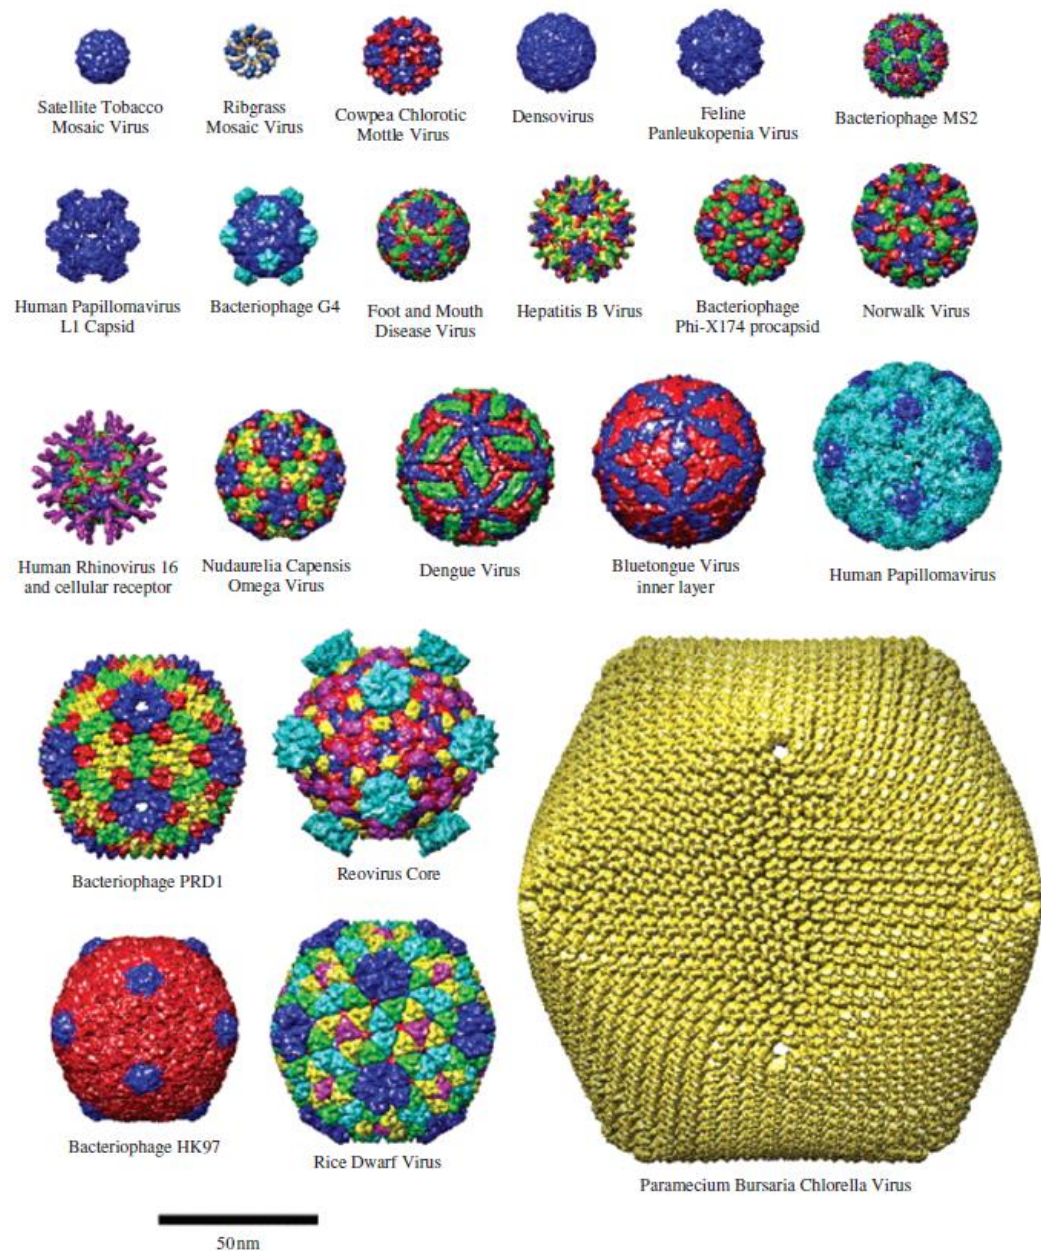 Satellite Tobacco
Mosaic Virus
Ribgrass
Mosaic Virus
Cowpea Chlorotic
Mottle Virus
Densovirus
Feline
Panleukopenia Virus
Bacteriophage MS2
Human Papillomavirus
L1 Capsid
Bacteriophage G4
Foot and Mouth
Disease Virus
Hepatitis B Virus
Bacteriophage
Phi-X174 procapsid
Norwalk Virus
Human Rhinovirus 16
and cellular receptor
Nudaurelia Capensis
Omega Virus
Dengue Virus
Bluetongue Virus
inner layer
Human Papillomavirus
Bacteriophage PRD1
Reovirus Core
Bacteriophage HK97
Rice Dwarf Virus
Paramecium Bursaria Chlorella Virus
50nm